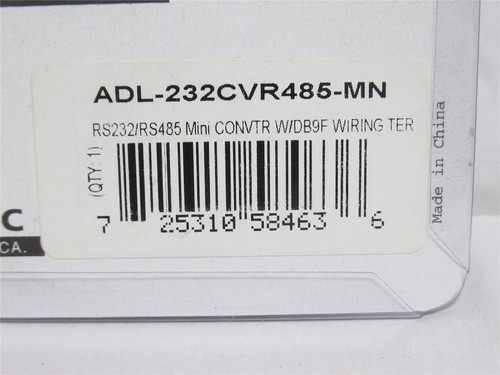 ADL-232CVR485-MN
RS232/RS485 Mini CONVTR W/DB9F WIRING TER
(QTY: 1)
7 25310 58463 6
Made in China
C
CA.